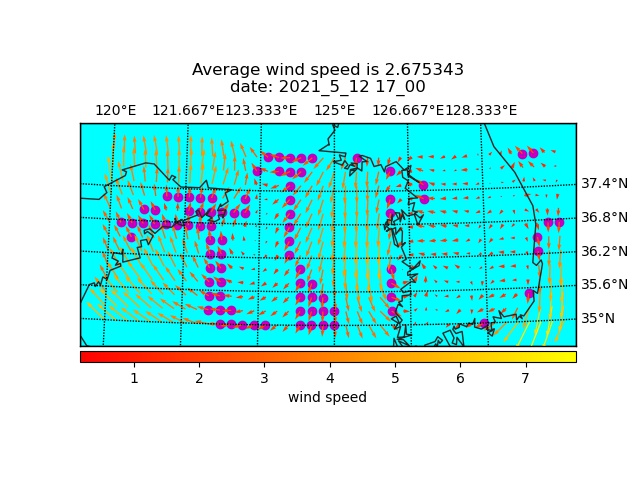 Average wind speed is 2.675343
date: 2021_5_12 17_00
120°E 121.667°E 123.333°E 125°E 126.667°E 128.333°E
37.4°N
36.8°N
36.2°N
35.6°N
35°N
1 2 3 4 5 6 7
wind speed